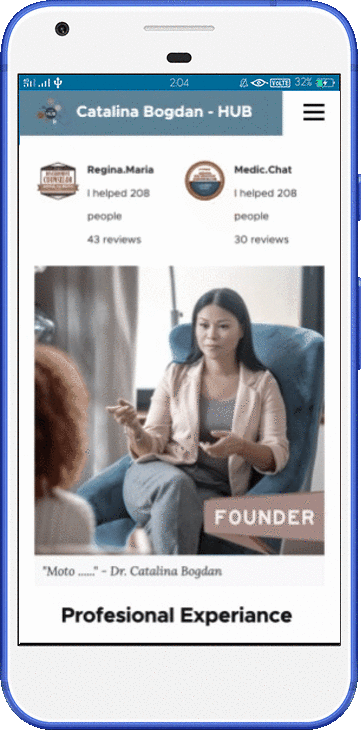 2:04
VoLTE 32%
Catalina Bogdan - HUB
Regina.Maria
I helped 208
people
43 reviews
Medic.Chat
I helped 208
people
30 reviews
FOUNDER
"Moto ......" - Dr. Catalina Bogdan
Profesional Experiance